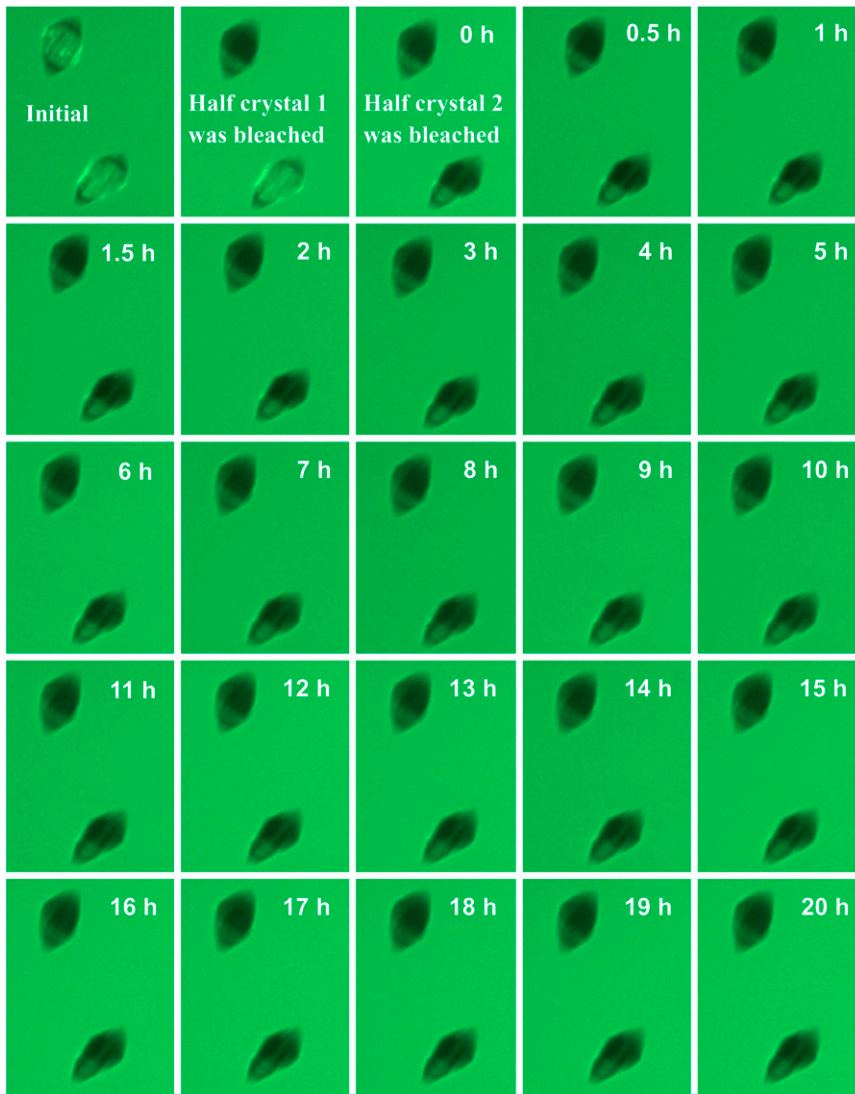 Initial
Half crystal 1
was bleached
0 h
Half crystal 2
was bleached
0.5 h
1 h
1.5 h
2 h
3 h
4 h
5 h
6 h
7 h
8 h
9 h
10 h
11 h
12 h
13 h
14 h
15 h
16 h
17 h
18 h
19 h
20 h